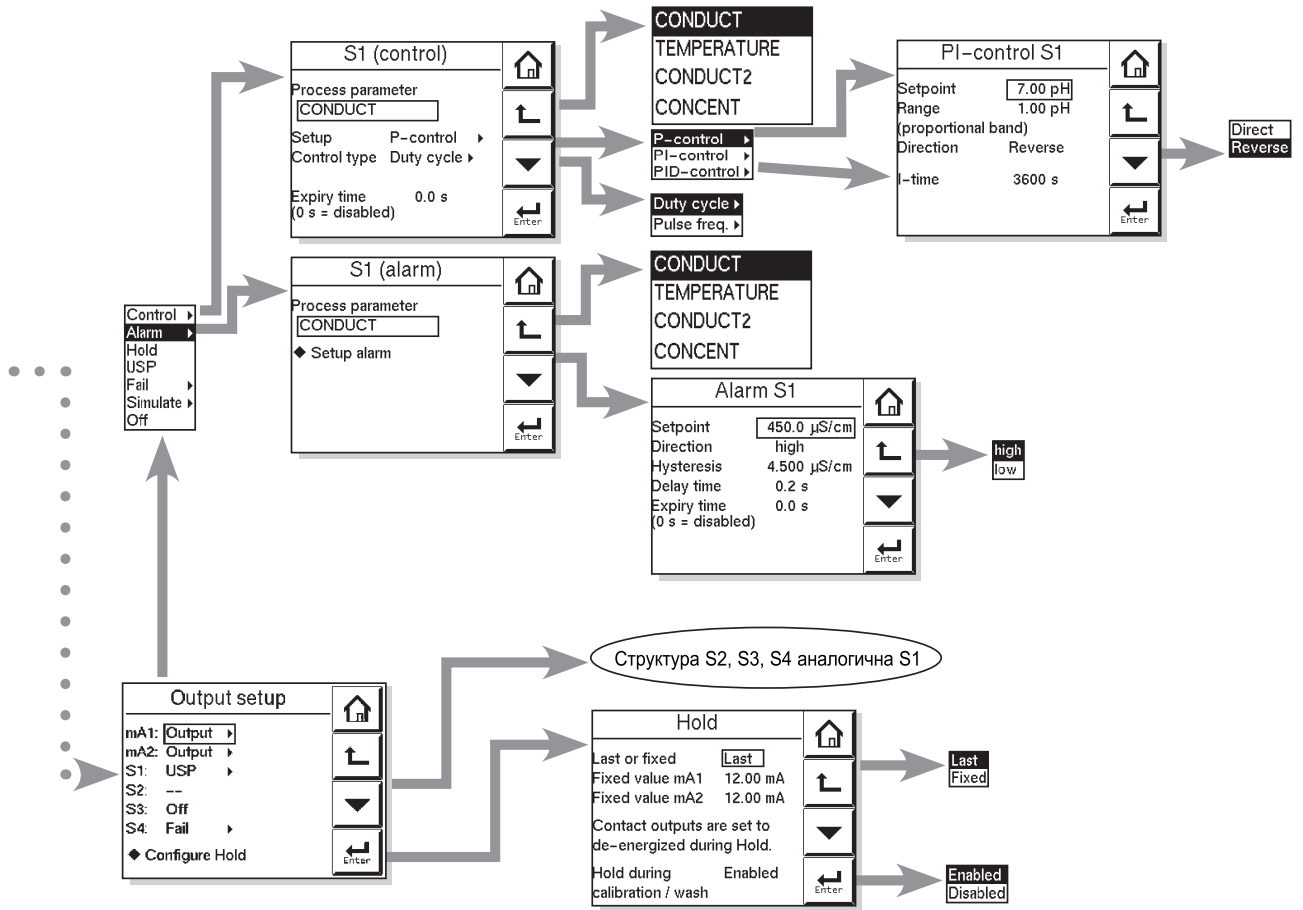 S1 (control)
Process parameter
CONDUCT
Setup P-control
Control type Duty cycle
Expiry time 0.0 s
(0 s = disabled)
Enter
CONDUCT
TEMPERATURE
CONDUCT2
CONCENT
P-control
PI-control
PID-control
Duty cycle
Pulse freq.
PI-control S1
Setpoint 7.00 pH
Range 1.00 pH
(proportional band)
Direction Reverse
I-time 3600 s
Enter
Direct
Reverse
Control
Alarm
Hold
USP
Fail
Simulate
Off
S1 (alarm)
Process parameter
CONDUCT
◆ Setup alarm
Enter
CONDUCT
TEMPERATURE
CONDUCT2
CONCENT
Alarm S1
Setpoint 450.0 µS/cm
Direction high
Hysteresis 4.500 µS/cm
Delay time 0.2 s
Expiry time 0.0 s
(0 s = disabled)
Enter
high
low
Структура S2, S3, S4 аналогична S1
Output setup
mA1: Output
mA2: Output
S1: USP
S2: --
S3: Off
S4: Fail
◆ Configure Hold
Enter
Hold
Last or fixed Last
Fixed value mA1 12.00 mA
Fixed value mA2 12.00 mA
Contact outputs are set to
de-energized during Hold.
Hold during Enabled
calibration / wash
Enter
Last
Fixed
Enabled
Disabled